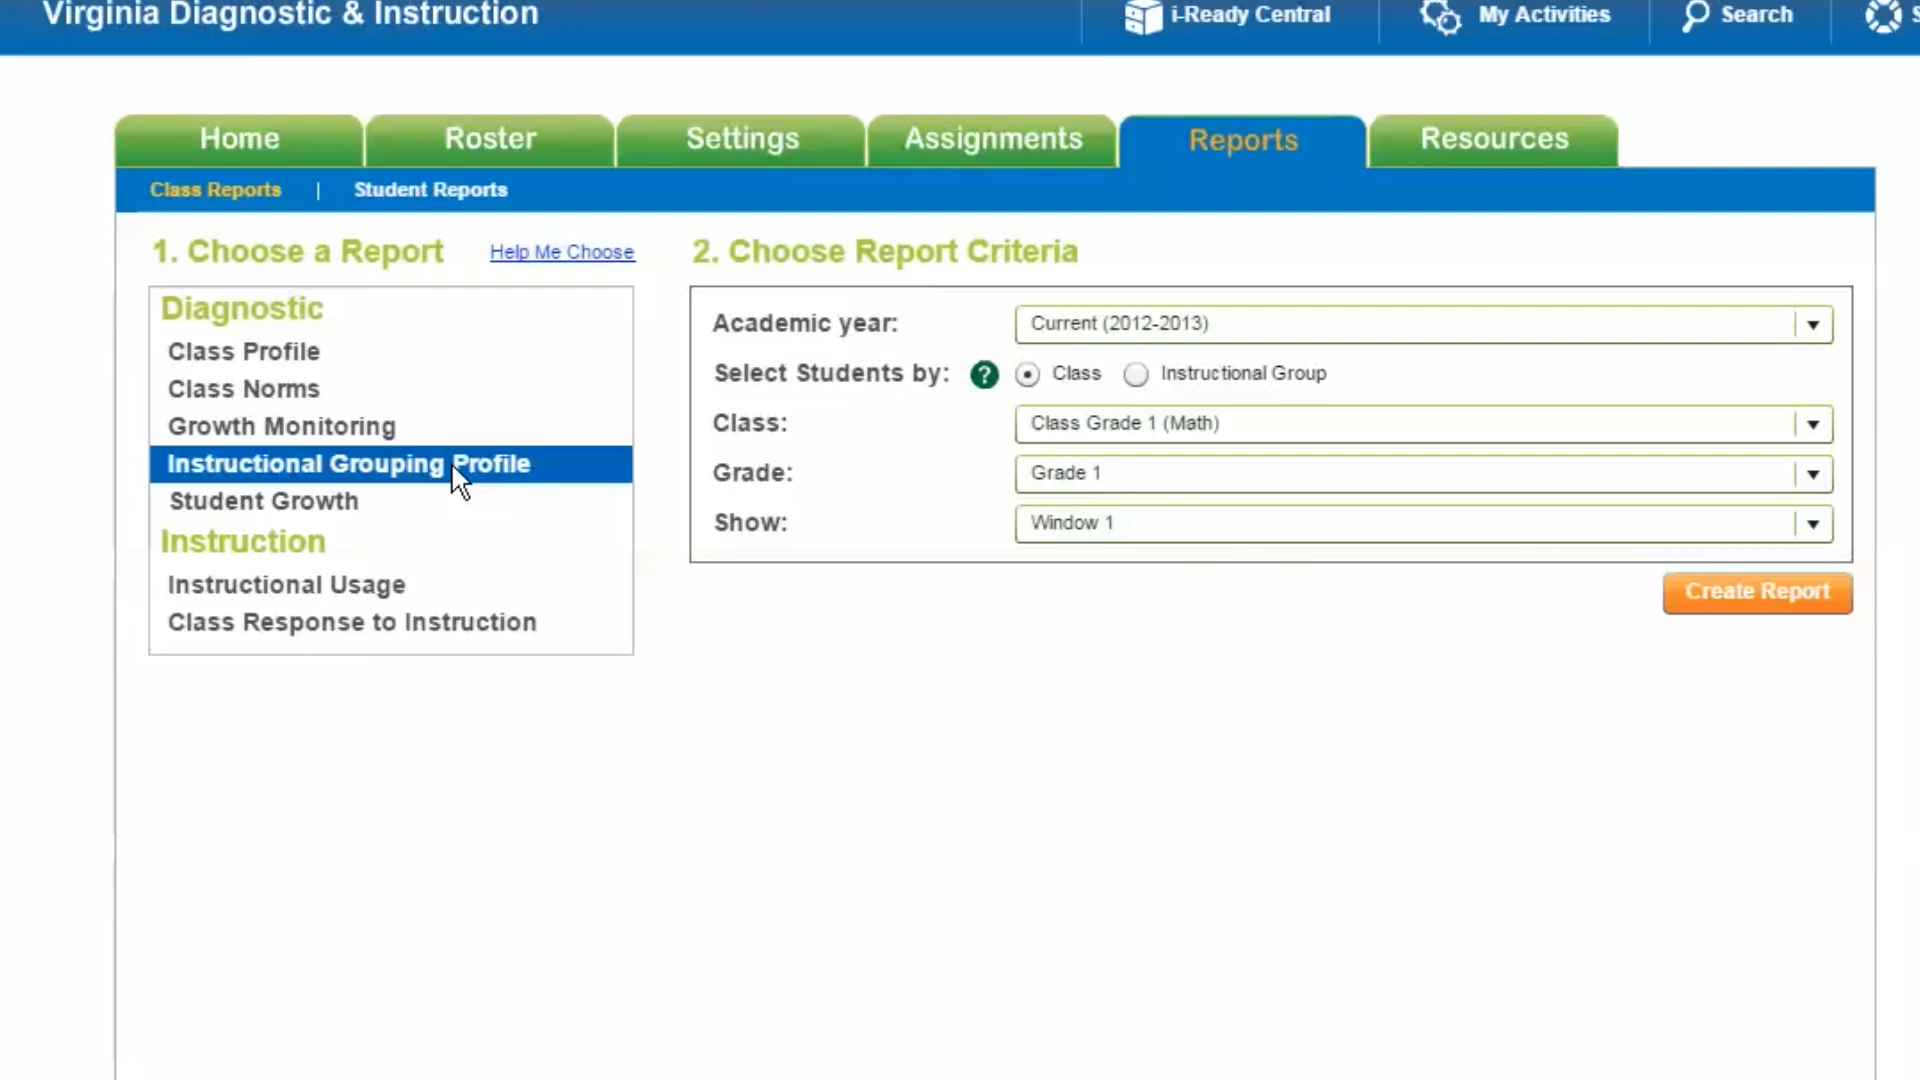 Virginia Diagnostic & Instruction
i-Ready Central
My Activities
Search
Home
Roster
Settings
Assignments
Reports
Resources
Class Reports | Student Reports
1. Choose a Report
Help Me Choose
Diagnostic
Class Profile
Class Norms
Growth Monitoring
Instructional Grouping Profile
Student Growth
Instruction
Instructional Usage
Class Response to Instruction
2. Choose Report Criteria
Academic year: Current (2012-2013)
Select Students by: ? Class Instructional Group
Class: Class Grade 1 (Math)
Grade: Grade 1
Show: Window 1
Create Report